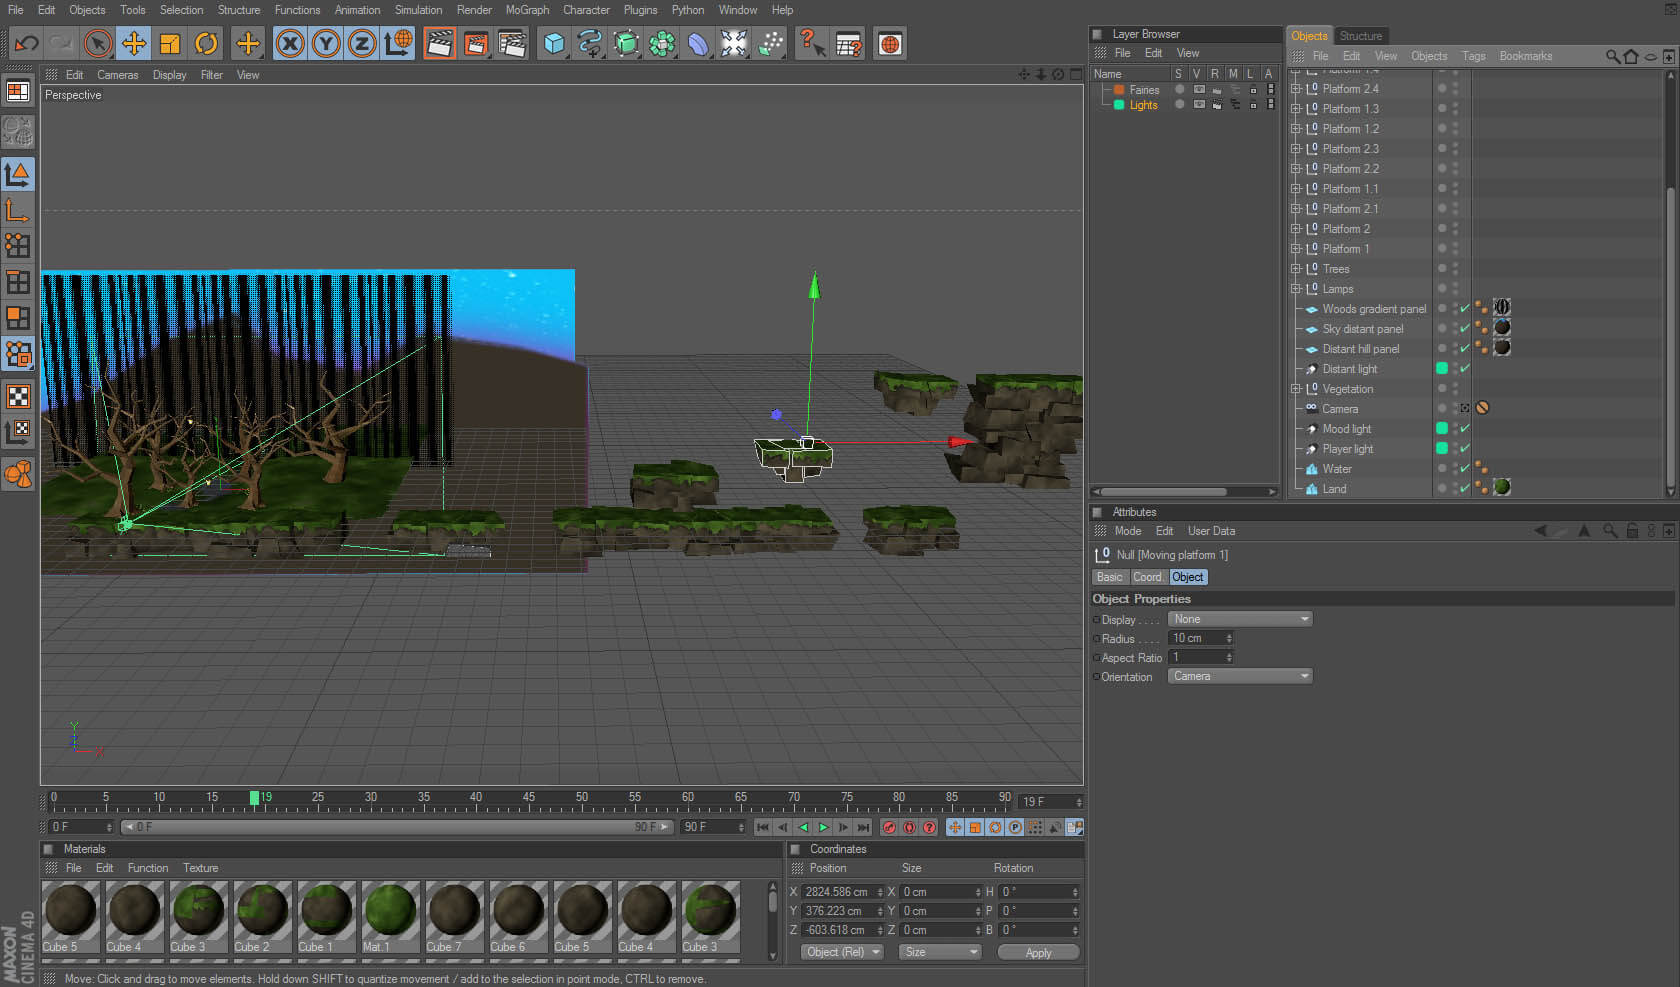 File Edit Objects Tools Selection Structure Functions Animation Simulation Render MoGraph Character Plugins Python Window Help
Edit Cameras Display Filter View
Perspective
Layer Browser
File Edit View
Name S V R M L A
Fairies
Lights
Objects Structure
File Edit View Objects Tags Bookmarks
Platform 1.4
Platform 2.4
Platform 1.3
Platform 1.2
Platform 2.3
Platform 2.2
Platform 1.1
Platform 2.1
Platform 2
Platform 1
Trees
Lamps
Woods gradient panel
Sky distant panel
Distant hill panel
Distant light
Vegetation
Camera
Mood light
Player light
Water
Land
Attributes
Mode Edit User Data
Null [Moving platform 1]
Basic Coord. Object
Object Properties
Display . . . . None
Radius . . . . 10 cm
Aspect Ratio 1
Orientation Camera
Y
Z
X
0 5 10 15 19 25 30 35 40 45 50 55 60 65 70 75 80 85 90 19 F
0 F 0 F 90 F 90 F
Materials
File Edit Function Texture
Cube 5 Cube 4 Cube 3 Cube 2 Cube 1 Mat.1 Cube 7 Cube 6 Cube 5 Cube 4 Cube 3
Coordinates
Position Size Rotation
X 2824.586 cm X 0 cm H 0 °
Y 376.223 cm Y 0 cm P 0 °
Z -603.618 cm Z 0 cm B 0 °
Object (Rel) Size Apply
MAXON
CINEMA 4D
Move: Click and drag to move elements. Hold down SHIFT to quantize movement / add to the selection in point mode, CTRL to remove.